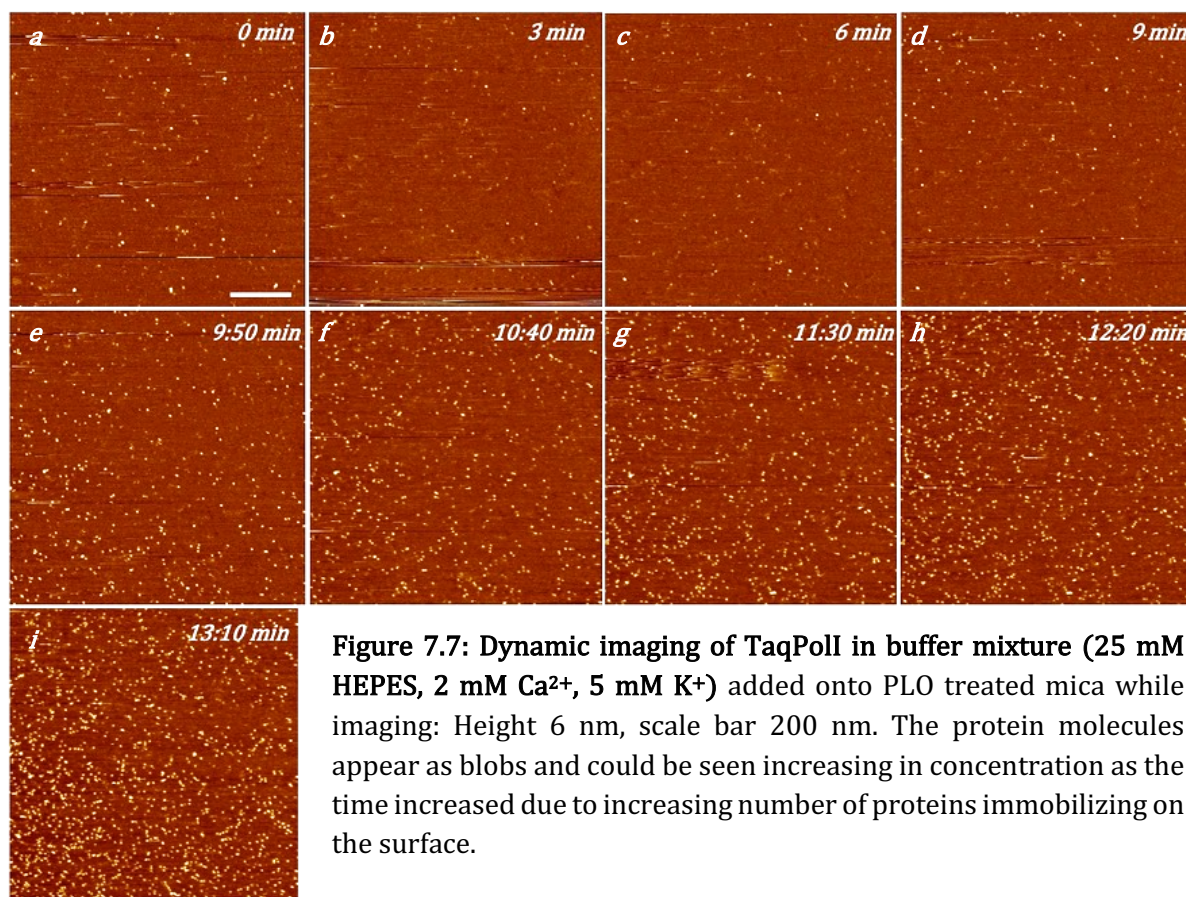 a 0 min
b 3 min
c 6 min
d 9 min
e 9:50 min
f 10:40 min
g 11:30 min
h 12:20 min
i 13:10 min
Figure 7.7: Dynamic imaging of TaqPolI in buffer mixture (25 mM
HEPES, 2 mM Ca²⁺, 5 mM K⁺) added onto PLO treated mica while
imaging: Height 6 nm, scale bar 200 nm. The protein molecules
appear as blobs and could be seen increasing in concentration as the
time increased due to increasing number of proteins immobilizing on
the surface.